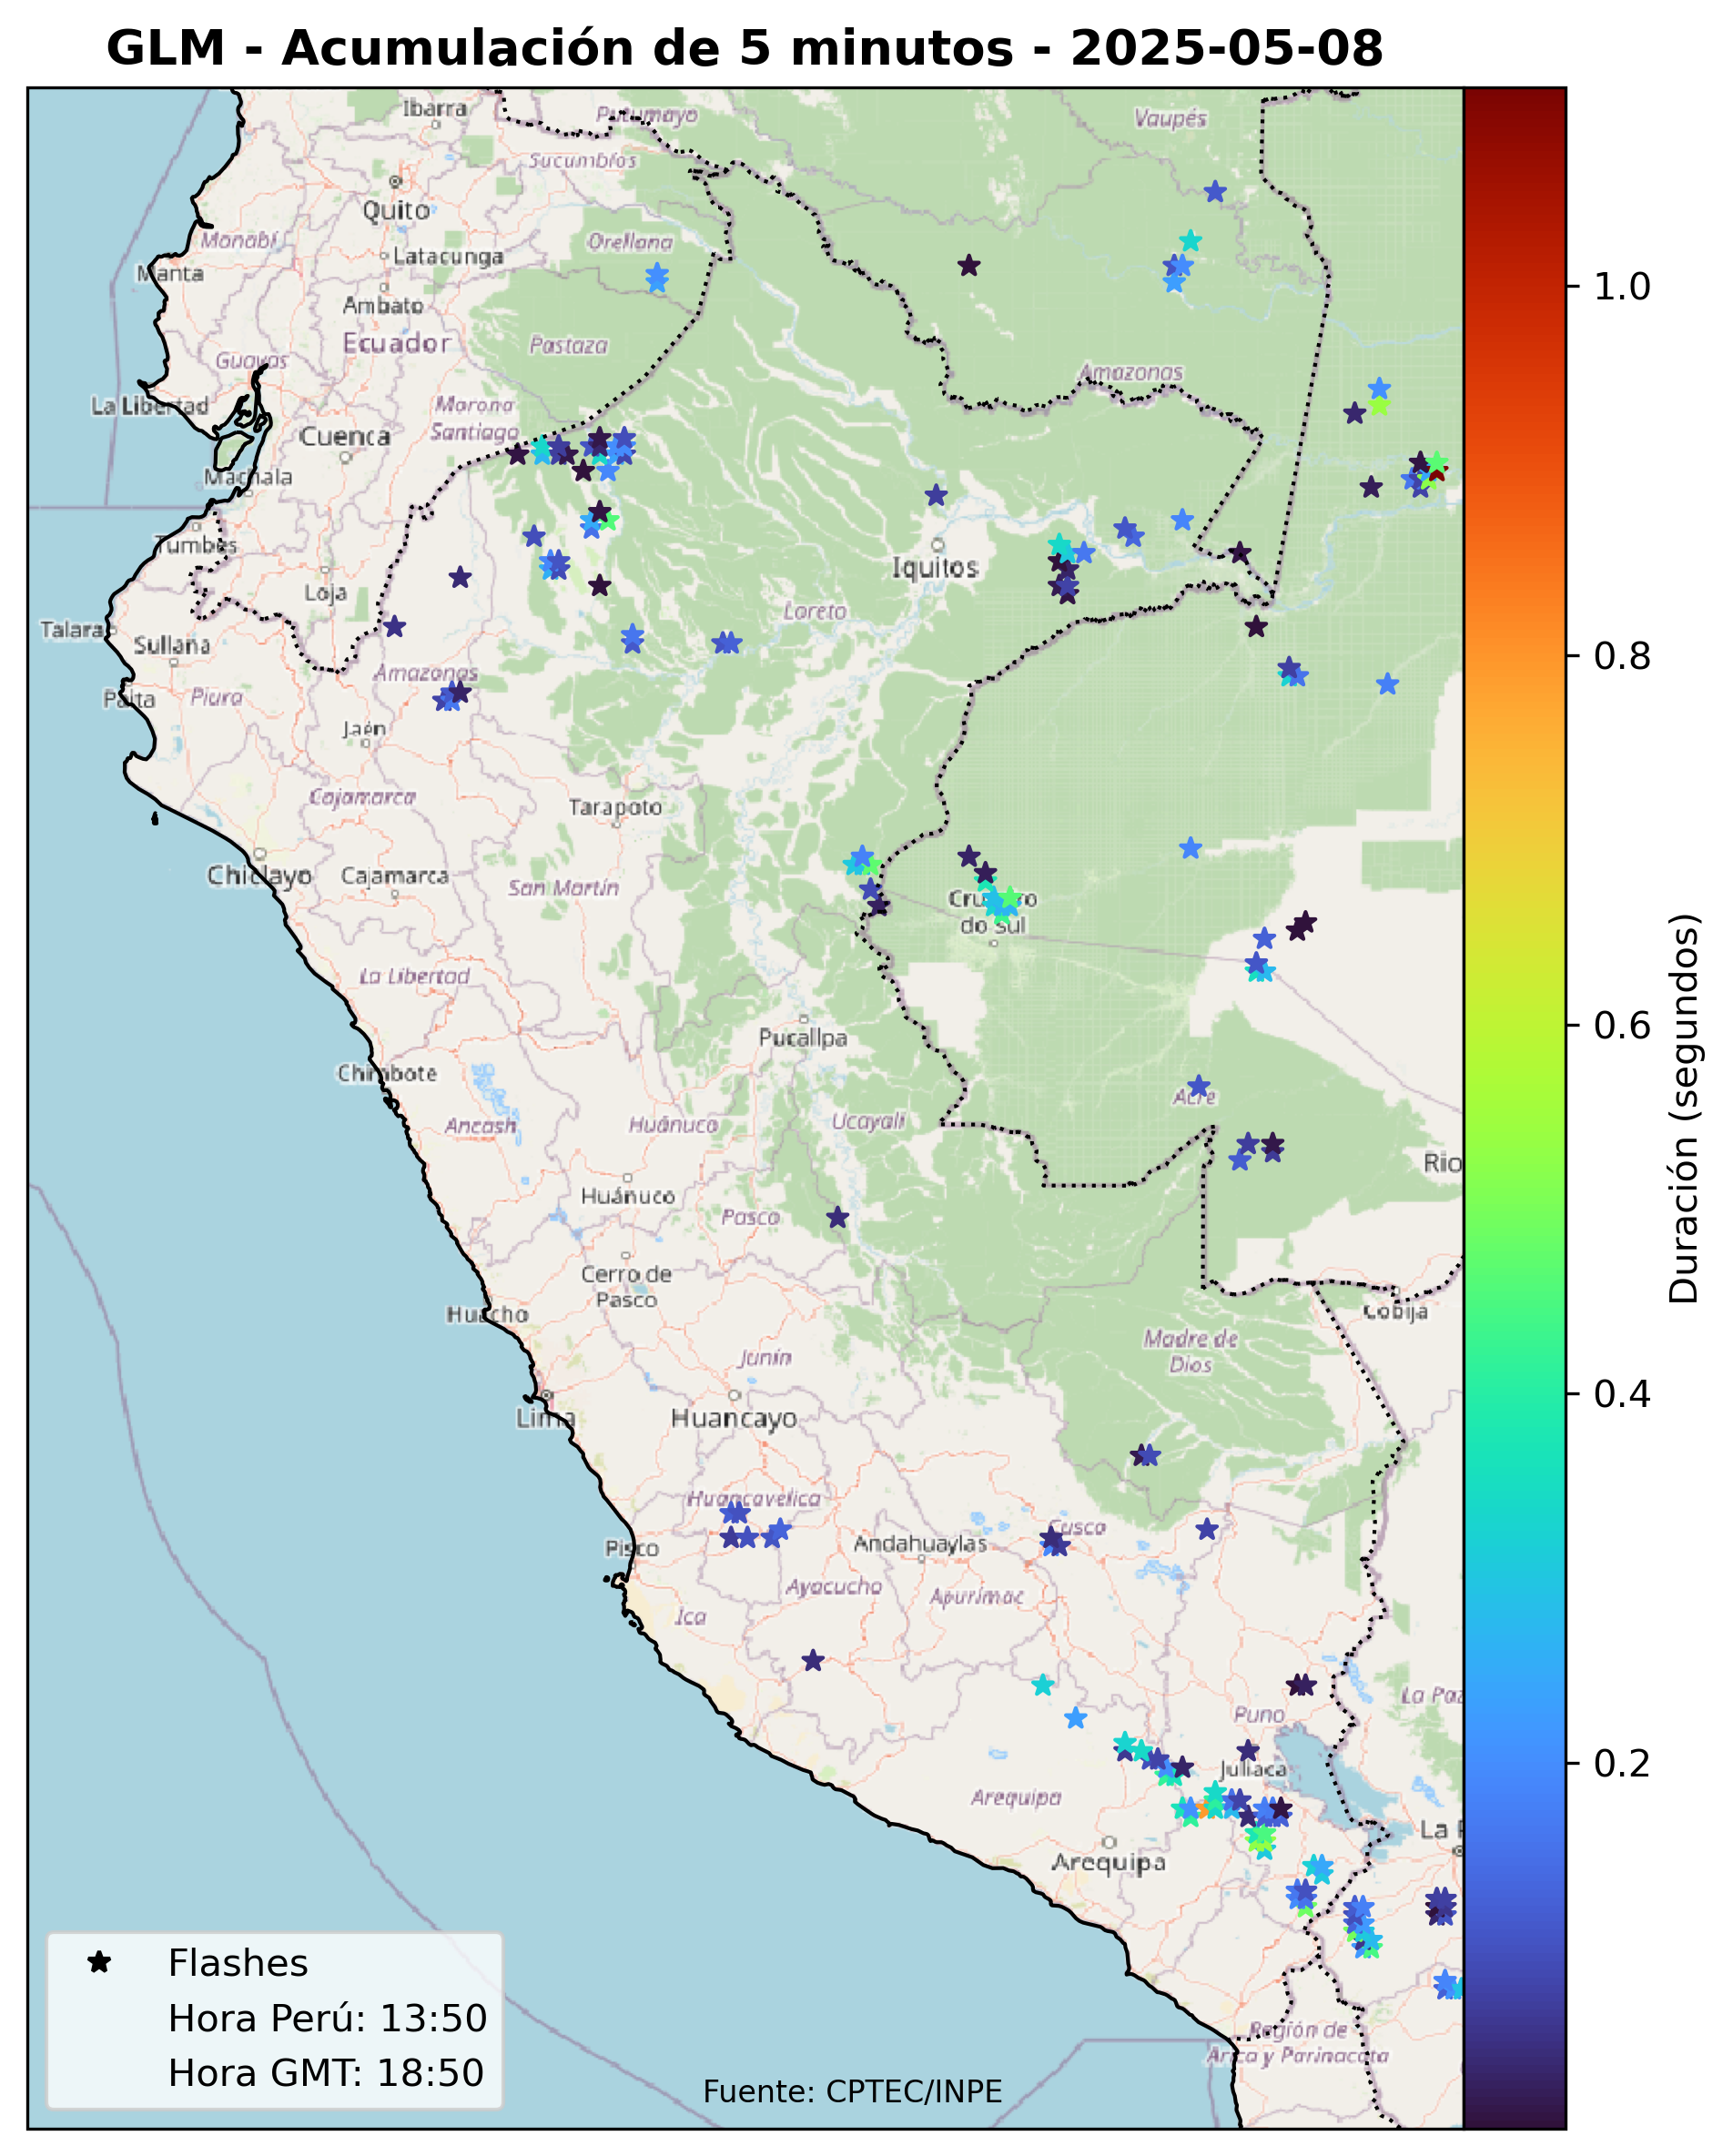 GLM - Acumulación de 5 minutos - 2025-05-08
Ibarra
Putumayo
Vaupés
Sucumbíos
Quito
Manabí
Orellana
Latacunga
Manta
1.0
Ambato
Ecuador
Pastaza
Guayas
Amazonas
La Libertad
Morona
Santiago
Cuenca
Machala
Tumbes
Iquitos
Loja
Loreto
Talara
Sullana
0.8
Amazonas
Paita
Piura
Jaén
Cajamarca
Tarapoto
Chiclayo
Cajamarca
San Martín
Cruzeiro
do Sul
La Libertad
0.6
Pucallpa
Chimbote
Acre
Ancash
Huánuco
Ucayali
Rio
Huánuco
Pasco
Cerro de
Pasco
Huacho
Cobija
Madre de
Dios
Junín
0.4
Lima
Huancayo
Huancavelica
Cusco
Pisco
Andahuaylas
Ayacucho
Apurímac
Ica
La Paz
Puno
0.2
Juliaca
Arequipa
La P
Arequipa
Región de
Arica y Parinacota
Duración (segundos)
Flashes
Hora Perú: 13:50
Hora GMT: 18:50
Fuente: CPTEC/INPE